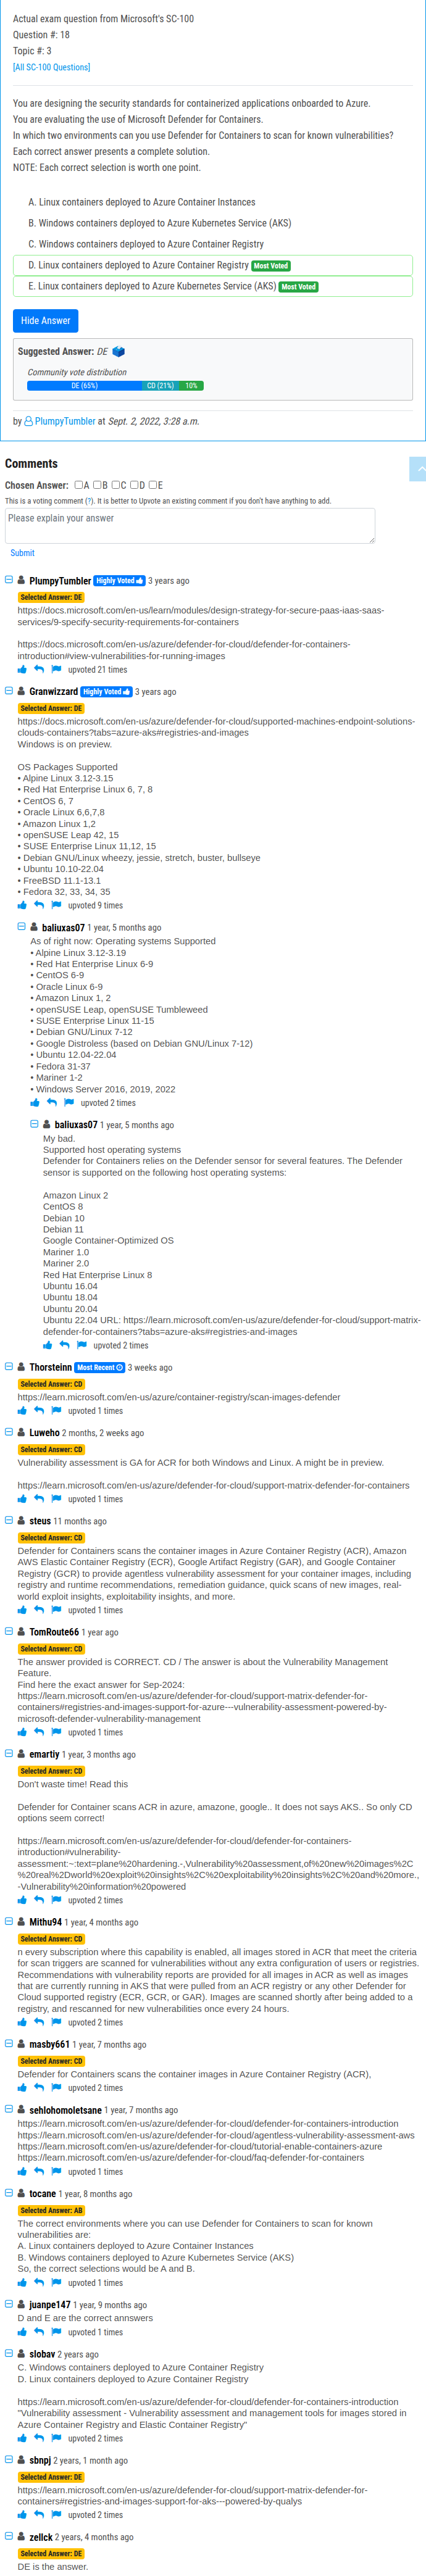 Actual exam question from Microsoft's SC-100
Question #: 18
Topic #: 3
[All SC-100 Questions]
You are designing the security standards for containerized applications onboarded to Azure.
You are evaluating the use of Microsoft Defender for Containers.
In which two environments can you use Defender for Containers to scan for known vulnerabilities?
Each correct answer presents a complete solution.
NOTE: Each correct selection is worth one point.
A. Linux containers deployed to Azure Container Instances
B. Windows containers deployed to Azure Kubernetes Service (AKS)
C. Windows containers deployed to Azure Container Registry
D. Linux containers deployed to Azure Container Registry Most Voted
E. Linux containers deployed to Azure Kubernetes Service (AKS) Most Voted
Hide Answer
Suggested Answer: DE
Community vote distribution
DE (65%) CD (21%) 10%
by PlumpyTumbler at Sept. 2, 2022, 3:28 a.m.
Comments
Chosen Answer: A B C D E
This is a voting comment (?). It is better to Upvote an existing comment if you don't have anything to add.
Please explain your answer
Submit
PlumpyTumbler Highly Voted 3 years ago
Selected Answer: DE
https://docs.microsoft.com/en-us/learn/modules/design-strategy-for-secure-paas-iaas-saas-
services/9-specify-security-requirements-for-containers
https://docs.microsoft.com/en-us/azure/defender-for-cloud/defender-for-containers-
introduction#view-vulnerabilities-for-running-images
upvoted 21 times
Granwizzard Highly Voted 3 years ago
Selected Answer: DE
https://docs.microsoft.com/en-us/azure/defender-for-cloud/supported-machines-endpoint-solutions-
clouds-containers?tabs=azure-aks#registries-and-images
Windows is on preview.
OS Packages Supported
• Alpine Linux 3.12-3.15
• Red Hat Enterprise Linux 6, 7, 8
• CentOS 6, 7
• Oracle Linux 6,6,7,8
• Amazon Linux 1,2
• openSUSE Leap 42, 15
• SUSE Enterprise Linux 11,12, 15
• Debian GNU/Linux wheezy, jessie, stretch, buster, bullseye
• Ubuntu 10.10-22.04
• FreeBSD 11.1-13.1
• Fedora 32, 33, 34, 35
upvoted 9 times
baliuxas07 1 year, 5 months ago
As of right now: Operating systems Supported
• Alpine Linux 3.12-3.19
• Red Hat Enterprise Linux 6-9
• CentOS 6-9
• Oracle Linux 6-9
• Amazon Linux 1, 2
• openSUSE Leap, openSUSE Tumbleweed
• SUSE Enterprise Linux 11-15
• Debian GNU/Linux 7-12
• Google Distroless (based on Debian GNU/Linux 7-12)
• Ubuntu 12.04-22.04
• Fedora 31-37
• Mariner 1-2
• Windows Server 2016, 2019, 2022
upvoted 2 times
baliuxas07 1 year, 5 months ago
My bad.
Supported host operating systems
Defender for Containers relies on the Defender sensor for several features. The Defender
sensor is supported on the following host operating systems:
Amazon Linux 2
CentOS 8
Debian 10
Debian 11
Google Container-Optimized OS
Mariner 1.0
Mariner 2.0
Red Hat Enterprise Linux 8
Ubuntu 16.04
Ubuntu 18.04
Ubuntu 20.04
Ubuntu 22.04 URL: https://learn.microsoft.com/en-us/azure/defender-for-cloud/support-matrix-
defender-for-containers?tabs=azure-aks#registries-and-images
upvoted 2 times
Thorsteinn Most Recent 3 weeks ago
Selected Answer: CD
https://learn.microsoft.com/en-us/azure/container-registry/scan-images-defender
upvoted 1 times
Luweho 2 months, 2 weeks ago
Selected Answer: CD
Vulnerability assessment is GA for ACR for both Windows and Linux. A might be in preview.
https://learn.microsoft.com/en-us/azure/defender-for-cloud/support-matrix-defender-for-containers
upvoted 1 times
steus 11 months ago
Selected Answer: CD
Defender for Containers scans the container images in Azure Container Registry (ACR), Amazon
AWS Elastic Container Registry (ECR), Google Artifact Registry (GAR), and Google Container
Registry (GCR) to provide agentless vulnerability assessment for your container images, including
registry and runtime recommendations, remediation guidance, quick scans of new images, real-
world exploit insights, exploitability insights, and more.
upvoted 1 times
TomRoute66 1 year ago
Selected Answer: CD
The answer provided is CORRECT. CD / The answer is about the Vulnerability Management
Feature.
Find here the exact answer for Sep-2024:
https://learn.microsoft.com/en-us/azure/defender-for-cloud/support-matrix-defender-for-
containers#registries-and-images-support-for-azure---vulnerability-assessment-powered-by-
microsoft-defender-vulnerability-management
upvoted 1 times
emartiy 1 year, 3 months ago
Selected Answer: CD
Don't waste time! Read this
Defender for Container scans ACR in azure, amazone, google.. It does not says AKS.. So only CD
options seem correct!
https://learn.microsoft.com/en-us/azure/defender-for-cloud/defender-for-containers-
introduction#vulnerability-
assessment:~:text=plane%20hardening.-,Vulnerability%20assessment,of%20new%20images%2C
%20real%2Dworld%20exploit%20insights%2C%20exploitability%20insights%2C%20and%20more.,
-Vulnerability%20information%20powered
upvoted 2 times
Mithu94 1 year, 4 months ago
Selected Answer: CD
n every subscription where this capability is enabled, all images stored in ACR that meet the criteria
for scan triggers are scanned for vulnerabilities without any extra configuration of users or registries.
Recommendations with vulnerability reports are provided for all images in ACR as well as images
that are currently running in AKS that were pulled from an ACR registry or any other Defender for
Cloud supported registry (ECR, GCR, or GAR). Images are scanned shortly after being added to a
registry, and rescanned for new vulnerabilities once every 24 hours.
upvoted 2 times
masby661 1 year, 7 months ago
Selected Answer: CD
Defender for Containers scans the container images in Azure Container Registry (ACR),
upvoted 2 times
sehlohomoletsane 1 year, 7 months ago
https://learn.microsoft.com/en-us/azure/defender-for-cloud/defender-for-containers-introduction
https://learn.microsoft.com/en-us/azure/defender-for-cloud/agentless-vulnerability-assessment-aws
https://learn.microsoft.com/en-us/azure/defender-for-cloud/tutorial-enable-containers-azure
https://learn.microsoft.com/en-us/azure/defender-for-cloud/faq-defender-for-containers
upvoted 1 times
tocane 1 year, 8 months ago
Selected Answer: AB
The correct environments where you can use Defender for Containers to scan for known
vulnerabilities are:
A. Linux containers deployed to Azure Container Instances
B. Windows containers deployed to Azure Kubernetes Service (AKS)
So, the correct selections would be A and B.
upvoted 1 times
juanpe147 1 year, 9 months ago
D and E are the correct annswers
upvoted 1 times
slobav 2 years ago
C. Windows containers deployed to Azure Container Registry
D. Linux containers deployed to Azure Container Registry
https://learn.microsoft.com/en-us/azure/defender-for-cloud/defender-for-containers-introduction
"Vulnerability assessment - Vulnerability assessment and management tools for images stored in
Azure Container Registry and Elastic Container Registry"
upvoted 2 times
sbnpj 2 years, 1 month ago
Selected Answer: DE
https://learn.microsoft.com/en-us/azure/defender-for-cloud/support-matrix-defender-for-
containers#registries-and-images-support-for-aks---powered-by-qualys
upvoted 2 times
zellck 2 years, 4 months ago
Selected Answer: DE
DE is the answer.